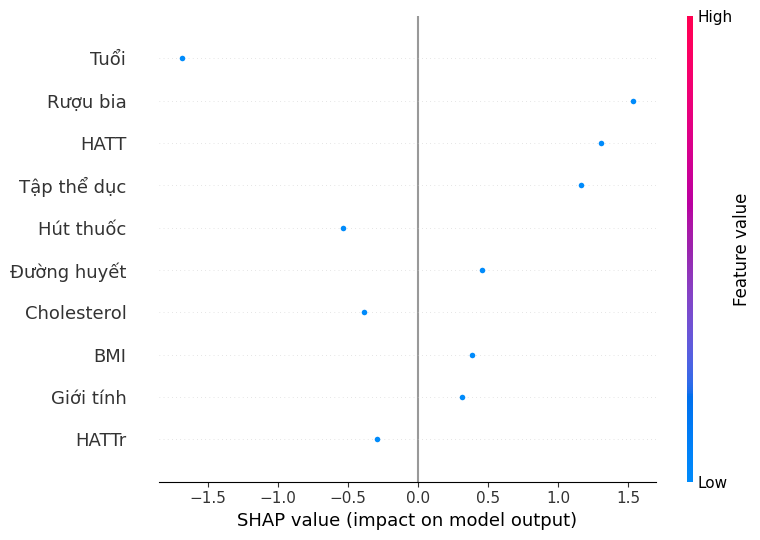 High
Tuổi
Rượu bia
HATT
Tập thể dục
Hút thuốc
Đường huyết
Cholesterol
BMI
Giới tính
HATTr
Feature value
Low
−1.5 −1.0 −0.5 0.0 0.5 1.0 1.5
SHAP value (impact on model output)